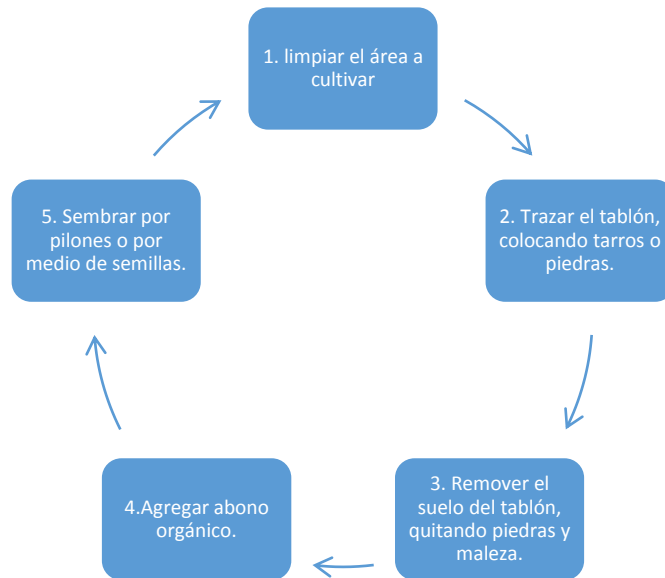 1. limpiar el área a
cultivar
2. Trazar el tablón,
colocando tarros o
piedras.
3. Remover el
suelo del tablón,
quitando piedras y
maleza.
4.Agregar abono
orgánico.
5. Sembrar por
pilones o por
medio de semillas.